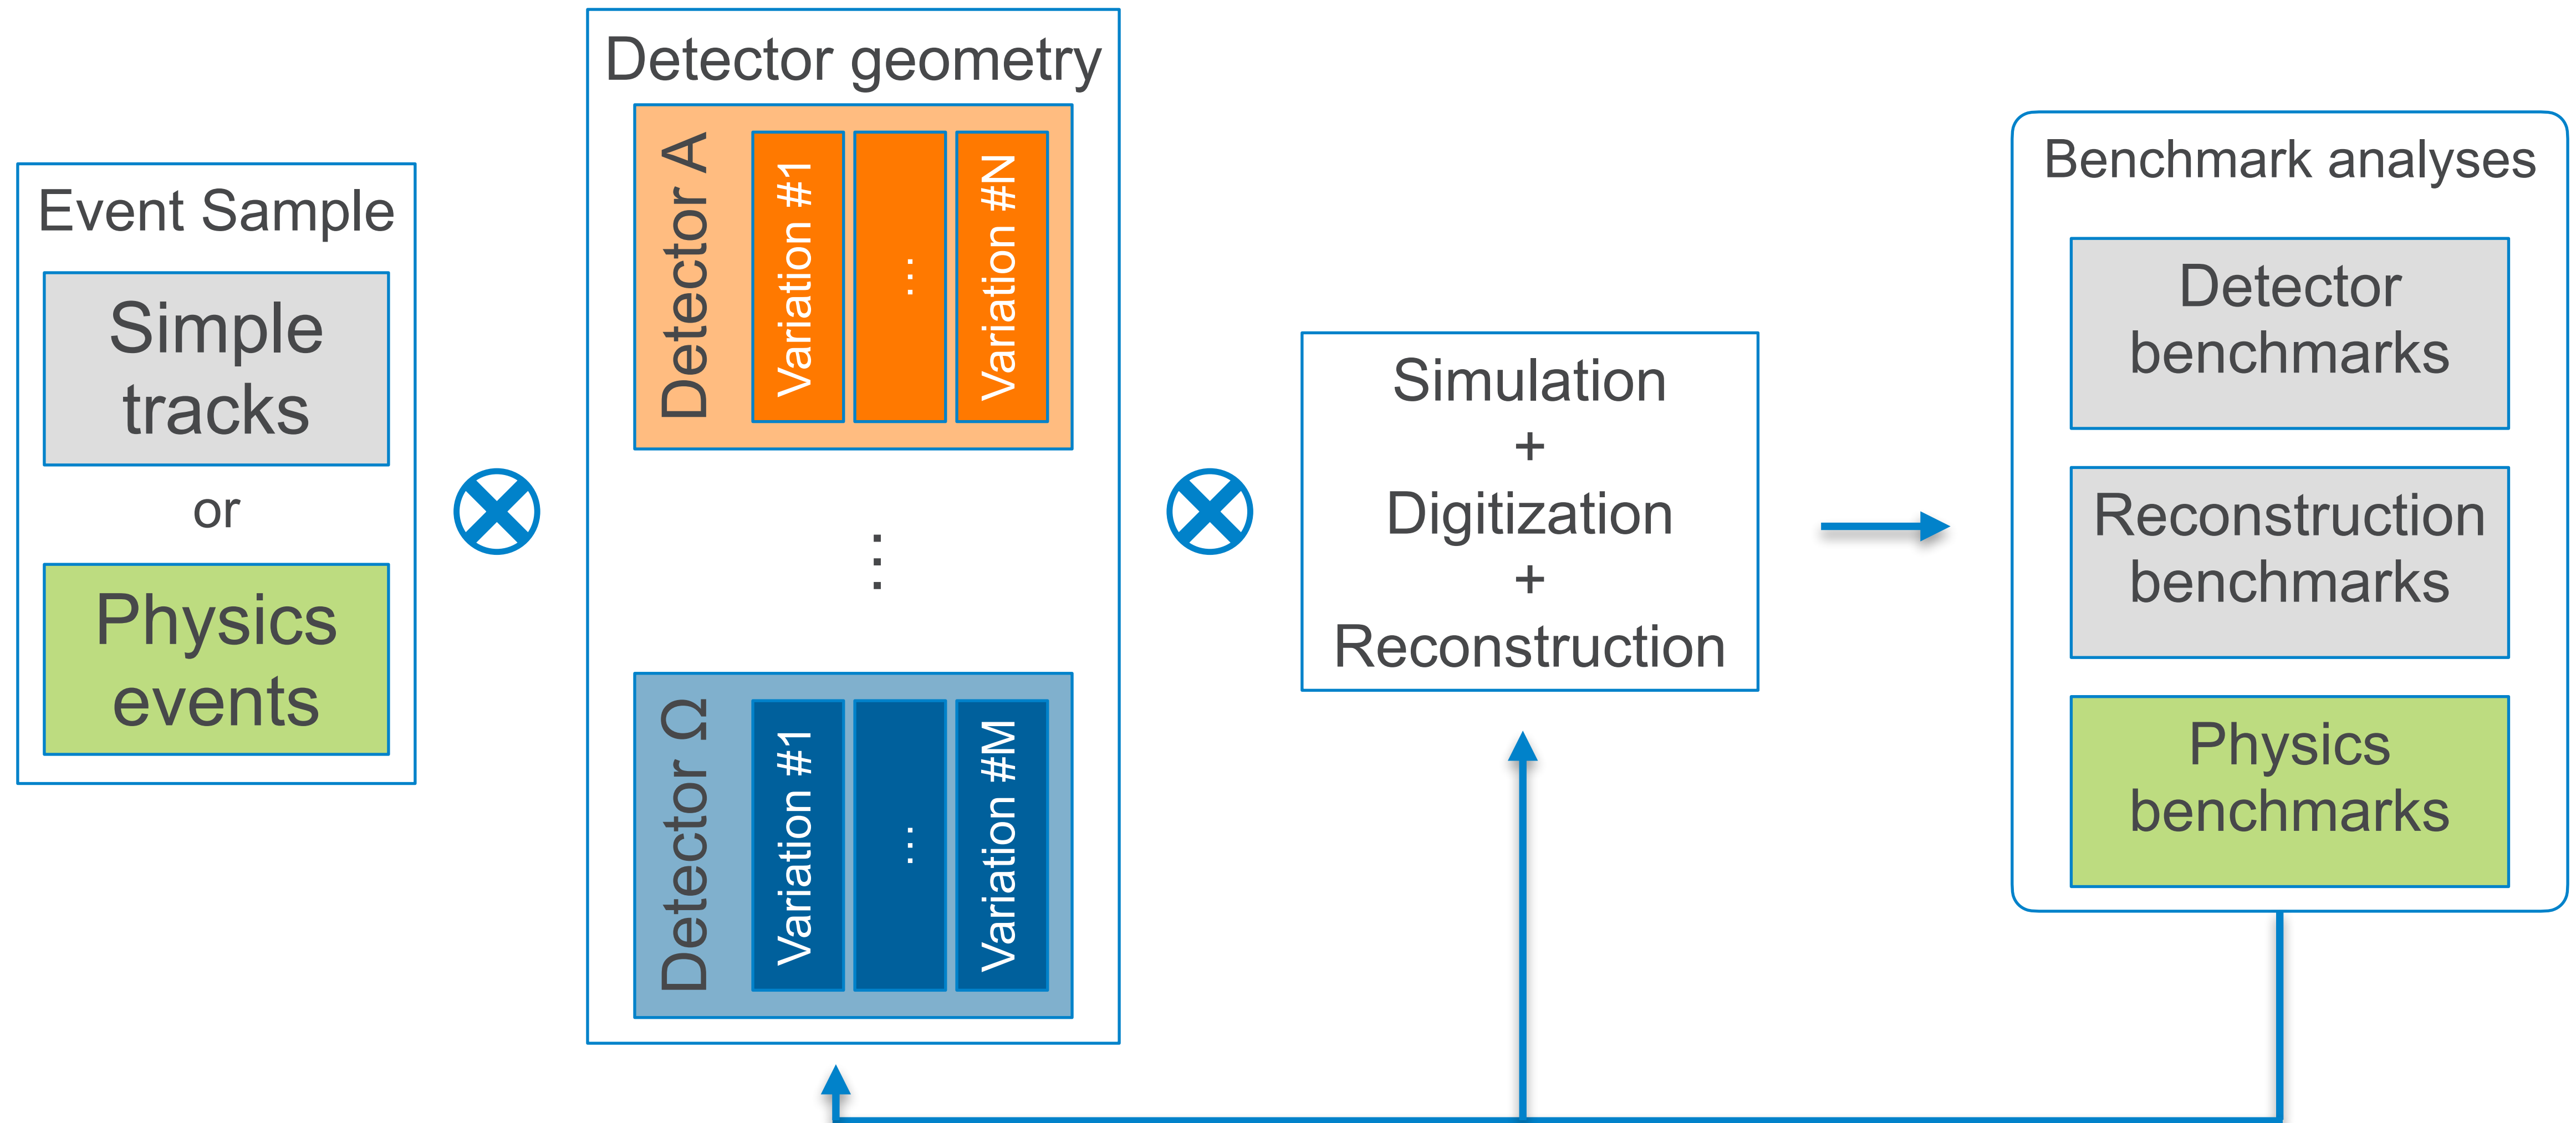 Event Sample
Simple
tracks
or
Physics
events
Detector geometry
Detector A
Variation #1
...
Variation #N
...
Detector Ω
Variation #1
...
Variation #M
Simulation
+
Digitization
+
Reconstruction
Benchmark analyses
Detector
benchmarks
Reconstruction
benchmarks
Physics
benchmarks